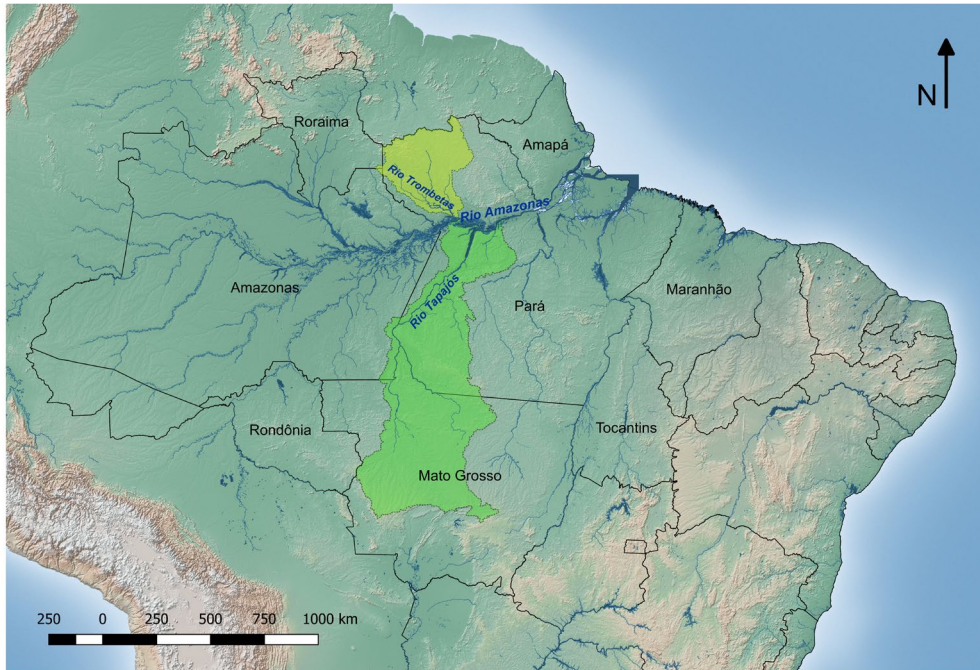 N
Roraima
Amapá
Rio Trombetas
Rio Amazonas
Amazonas
Rio Tapajós
Pará
Maranhão
Rondônia
Tocantins
Mato Grosso
250 0 250 500 750 1000 km